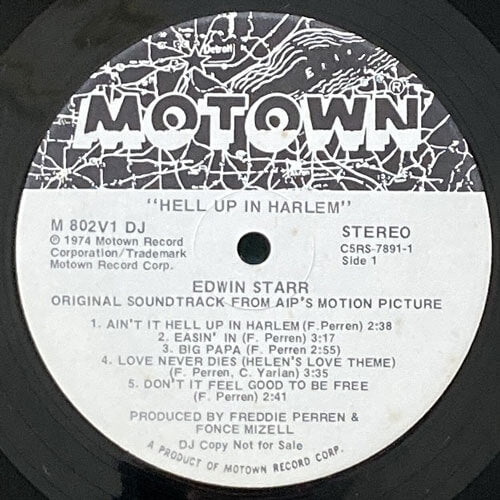 Detroit
ERIE
MOTOWN®
"HELL UP IN HARLEM"
M 802V1 DJ
℗ 1974 Motown Record
Corporation/Trademark
Motown Record Corp.
STEREO
C5RS-7891-1
Side 1
EDWIN STARR
ORIGINAL SOUNDTRACK FROM AIP'S MOTION PICTURE
1. AIN'T IT HELL UP IN HARLEM (F. Perren) 2:38
2. EASIN' IN (F. Perren) 3:17
3. BIG PAPA (F. Perren 2:55)
4. LOVE NEVER DIES (HELEN'S LOVE THEME)
(F. Perren, C. Yarian) 3:35
5. DON'T IT FEEL GOOD TO BE FREE
(F. Perren) 2:41
PRODUCED BY FREDDIE PERREN &
FONCE MIZELL
DJ Copy Not for Sale
A PRODUCT OF MOTOWN RECORD CORP.